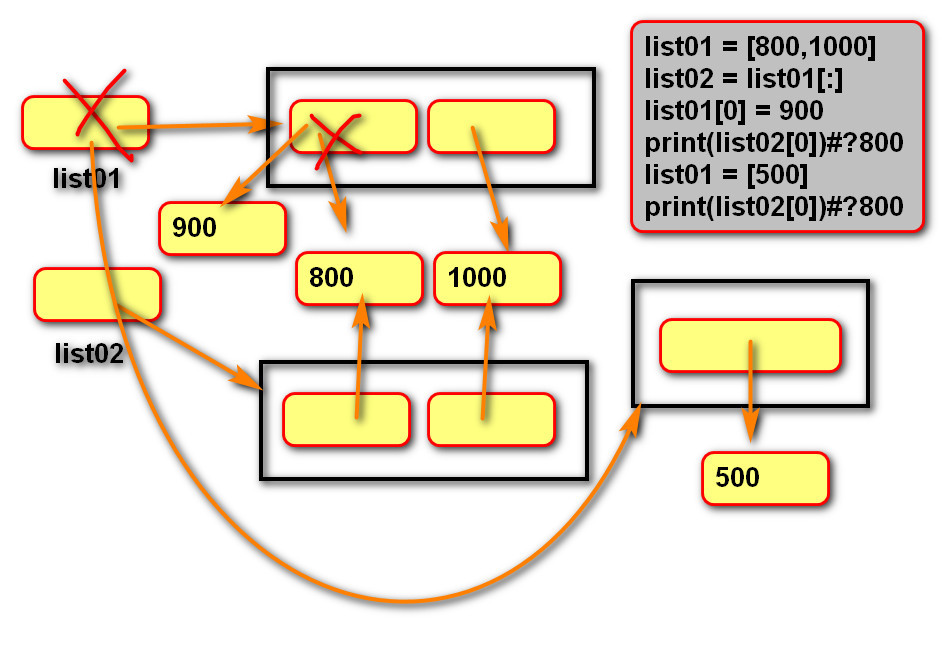 list01 = [800,1000]
list02 = list01[:]
list01[0] = 900
print(list02[0])#?800
list01 = [500]
print(list02[0])#?800
list01
900
800
1000
list02
500